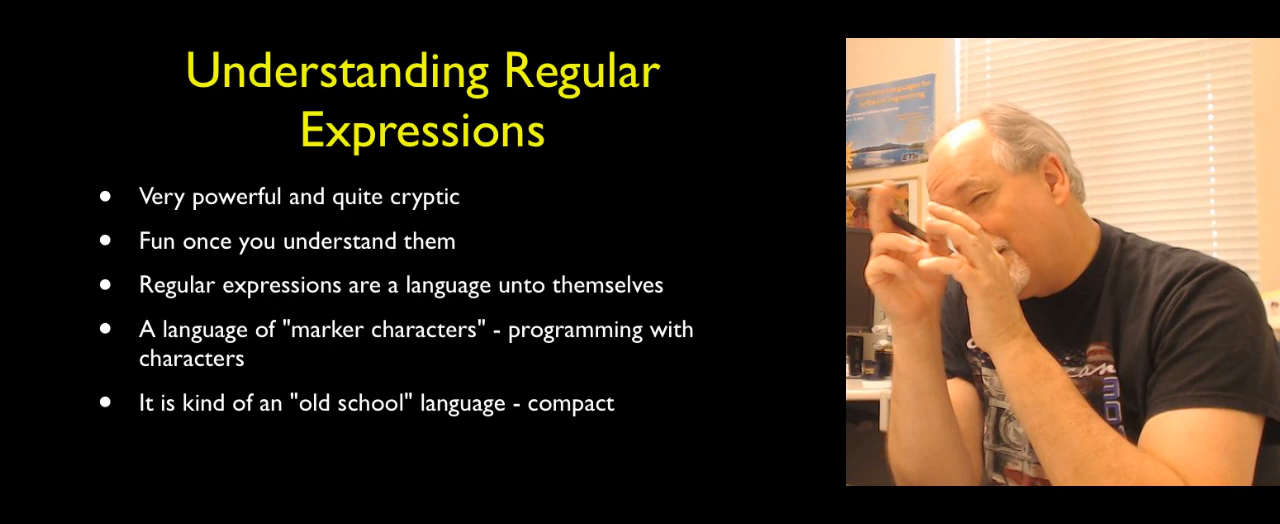 Understanding Regular
Expressions
• Very powerful and quite cryptic
• Fun once you understand them
• Regular expressions are a language unto themselves
• A language of "marker characters" - programming with
characters
• It is kind of an "old school" language - compact
ETH